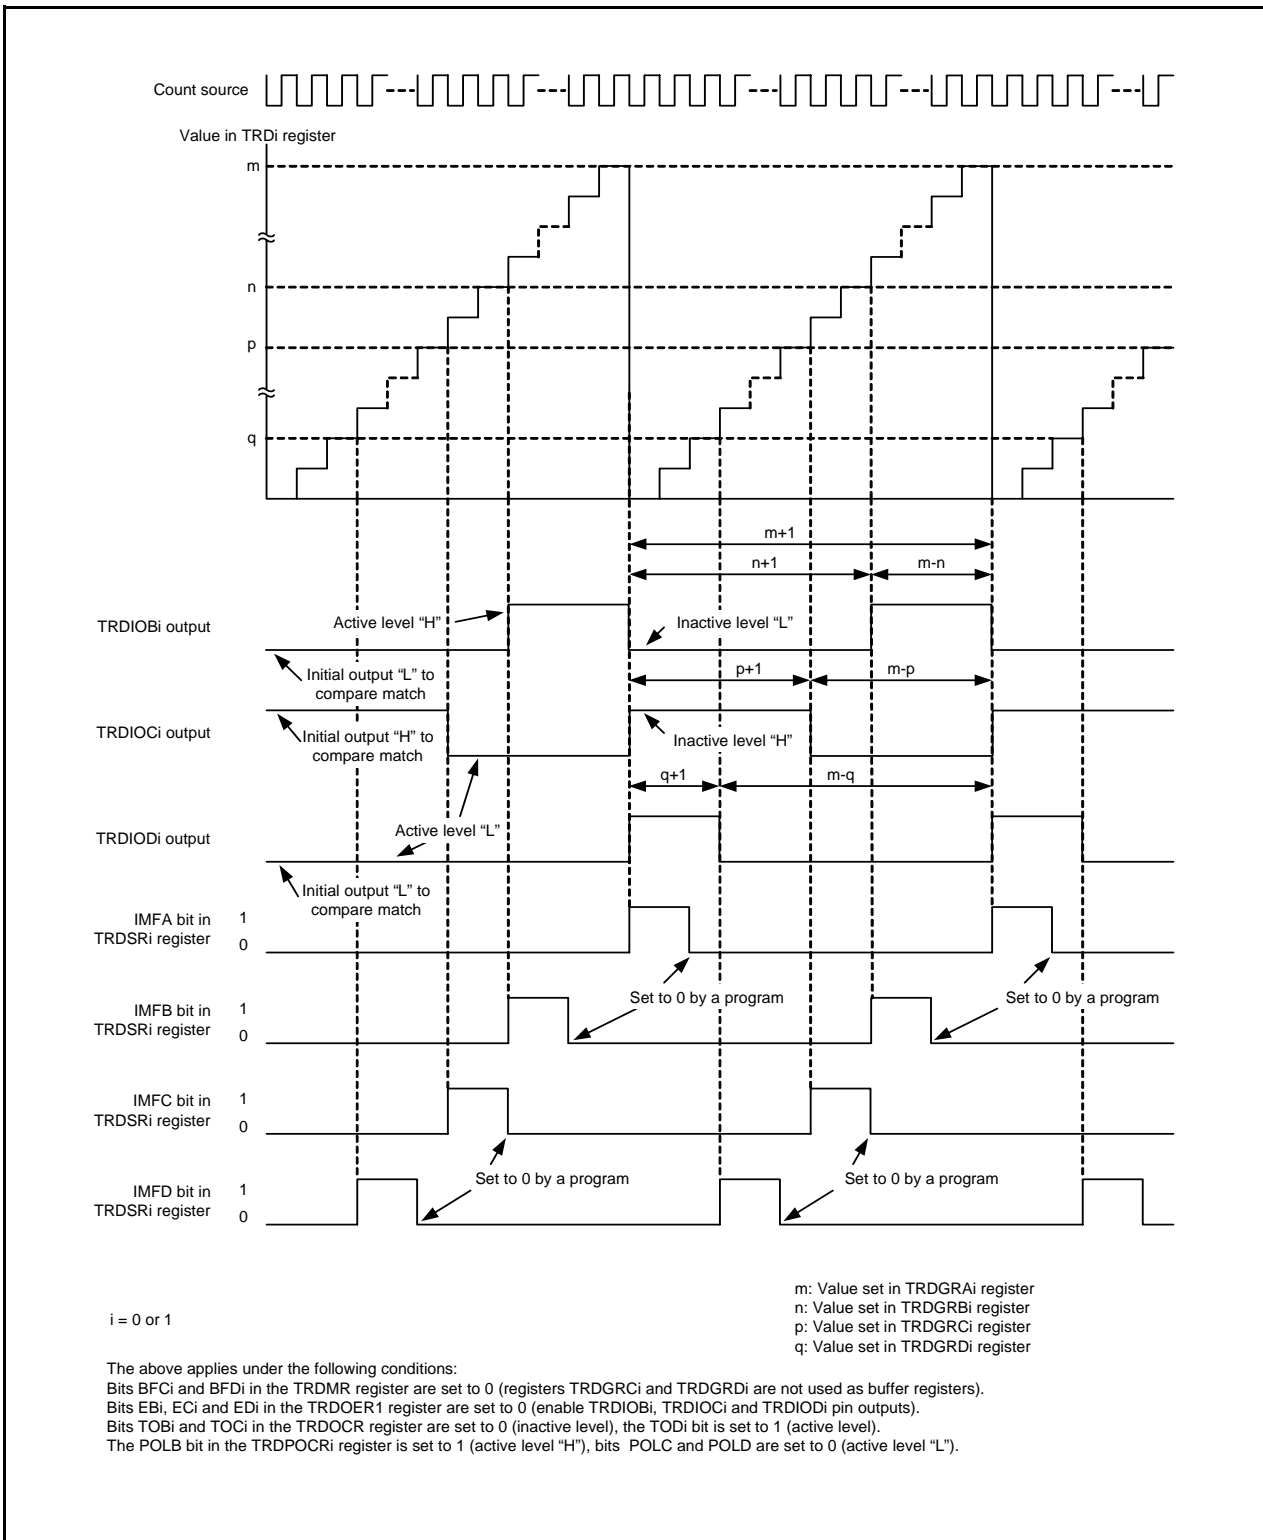 Count source
Value in TRDi register
m
n
p
q
m+1
n+1
m-n
TRDIOBi output
Active level “H”
Inactive level “L”
Initial output “L” to
compare match
p+1
m-p
TRDIOCi output
Initial output “H” to
compare match
Inactive level “H”
q+1
m-q
TRDIODi output
Active level “L”
Initial output “L” to
compare match
IMFA bit in
TRDSRi register
1
0
Set to 0 by a program
Set to 0 by a program
IMFB bit in
TRDSRi register
1
0
IMFC bit in
TRDSRi register
1
0
Set to 0 by a program
Set to 0 by a program
IMFD bit in
TRDSRi register
1
0
i = 0 or 1
m: Value set in TRDGRAi register
n: Value set in TRDGRBi register
p: Value set in TRDGRCi register
q: Value set in TRDGRDi register
The above applies under the following conditions:
Bits BFCi and BFDi in the TRDMR register are set to 0 (registers TRDGRCi and TRDGRDi are not used as buffer registers).
Bits EBi, ECi and EDi in the TRDOER1 register are set to 0 (enable TRDIOBi, TRDIOCi and TRDIODi pin outputs).
Bits TOBi and TOCi in the TRDOCR register are set to 0 (inactive level), the TODi bit is set to 1 (active level).
The POLB bit in the TRDPOCRi register is set to 1 (active level “H”), bits POLC and POLD are set to 0 (active level “L”).